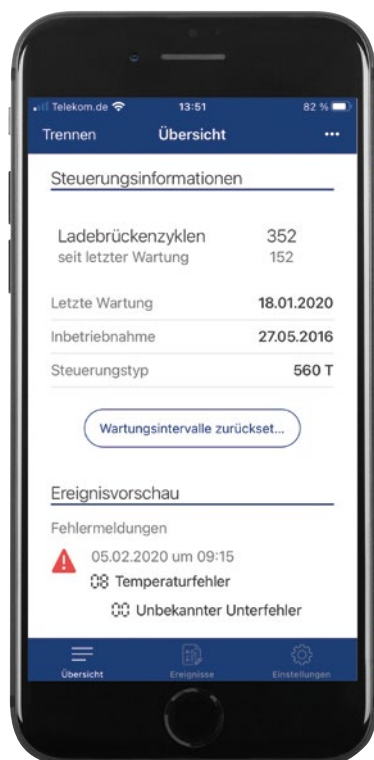 Telekom.de 13:51 82 %
Trennen Übersicht ...
Steuerungsinformationen
Ladebrückenzyklen 352
seit letzter Wartung 152
Letzte Wartung 18.01.2020
Inbetriebnahme 27.05.2016
Steuerungstyp 560 T
Wartungsintervalle zurückset...
Ereignisvorschau
Fehlermeldungen
05.02.2020 um 09:15
08 Temperaturfehler
00 Unbekannter Unterfehler
Übersicht Ereignisse Einstellungen